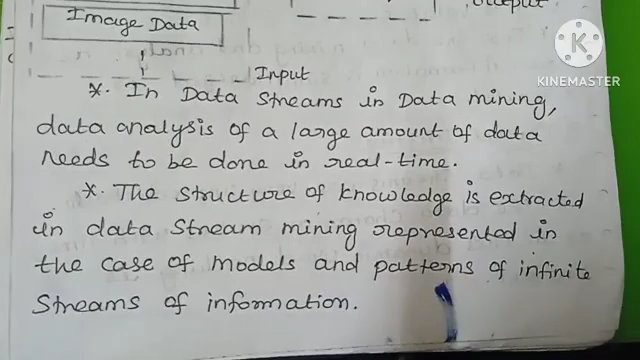 Output
Image Data
Input
*. In Data Streams in Data mining,
data analysis of a large amount of data
needs to be done in real-time.
*. The structure of knowledge is extracted
in data stream mining represented in
the case of models and patterns of infinite
streams of information.
KINEMASTER